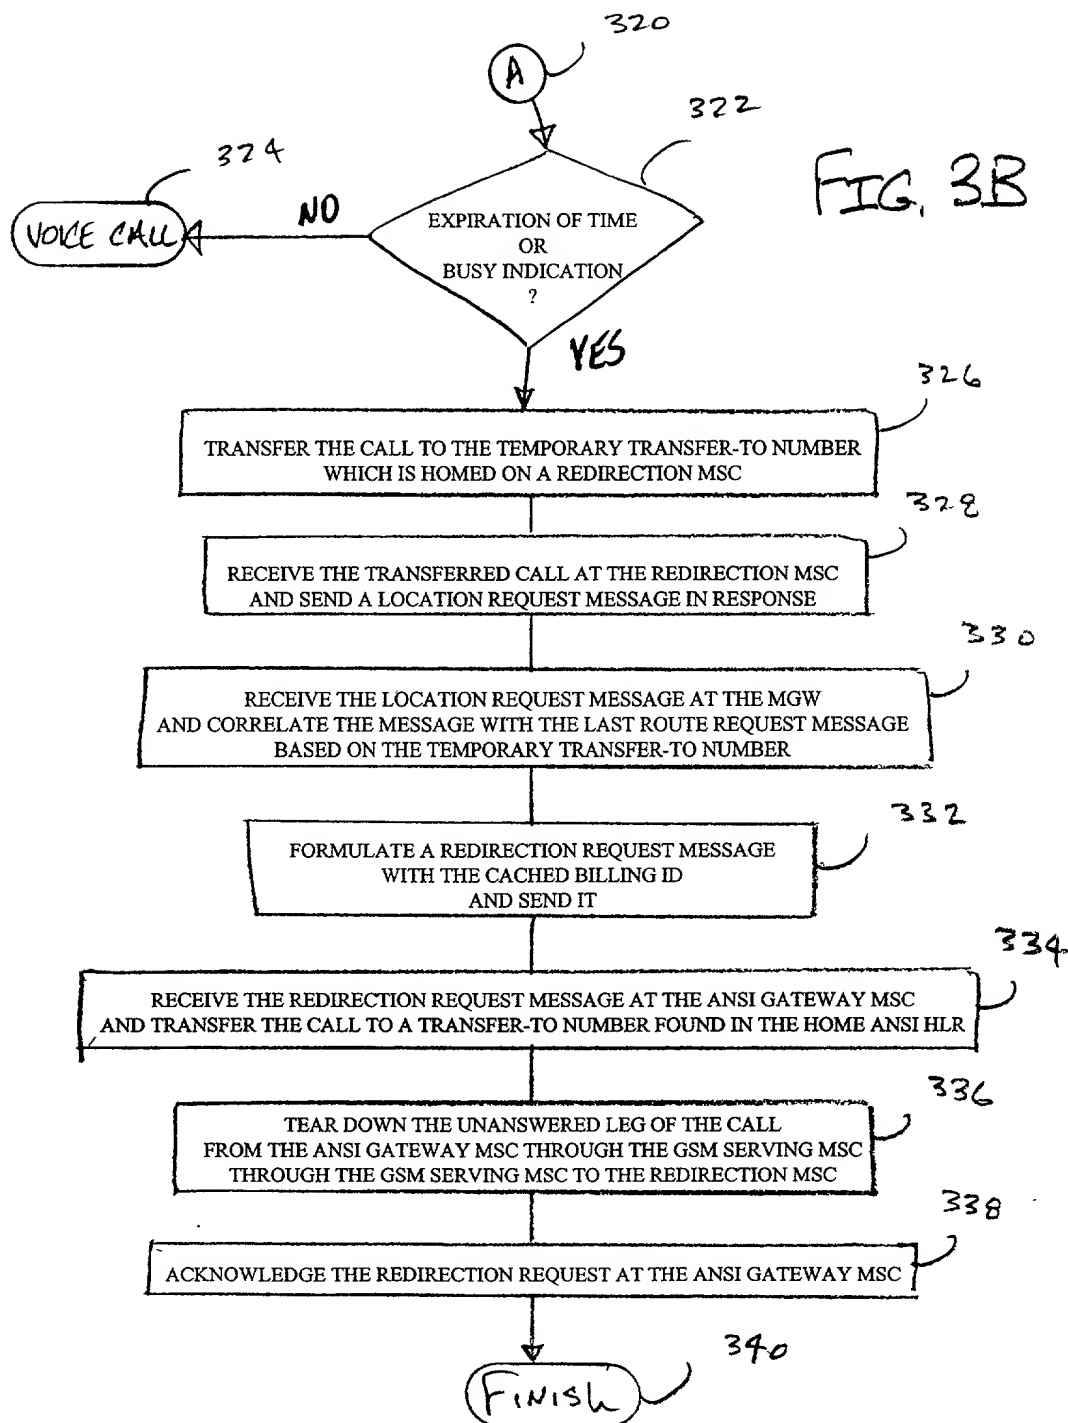 320
A
322
324
FIG. 3B
NO
VOICE CALL
EXPIRATION OF TIME
OR
BUSY INDICATION
?
YES
326
TRANSFER THE CALL TO THE TEMPORARY TRANSFER-TO NUMBER
WHICH IS HOMED ON A REDIRECTION MSC
328
RECEIVE THE TRANSFERRED CALL AT THE REDIRECTION MSC
AND SEND A LOCATION REQUEST MESSAGE IN RESPONSE
330
RECEIVE THE LOCATION REQUEST MESSAGE AT THE MGW
AND CORRELATE THE MESSAGE WITH THE LAST ROUTE REQUEST MESSAGE
BASED ON THE TEMPORARY TRANSFER-TO NUMBER
332
FORMULATE A REDIRECTION REQUEST MESSAGE
WITH THE CACHED BILLING ID
AND SEND IT
334
RECEIVE THE REDIRECTION REQUEST MESSAGE AT THE ANSI GATEWAY MSC
AND TRANSFER THE CALL TO A TRANSFER-TO NUMBER FOUND IN THE HOME ANSI HLR
336
TEAR DOWN THE UNANSWERED LEG OF THE CALL
FROM THE ANSI GATEWAY MSC THROUGH THE GSM SERVING MSC
THROUGH THE GSM SERVING MSC TO THE REDIRECTION MSC
338
ACKNOWLEDGE THE REDIRECTION REQUEST AT THE ANSI GATEWAY MSC
340
FINISH